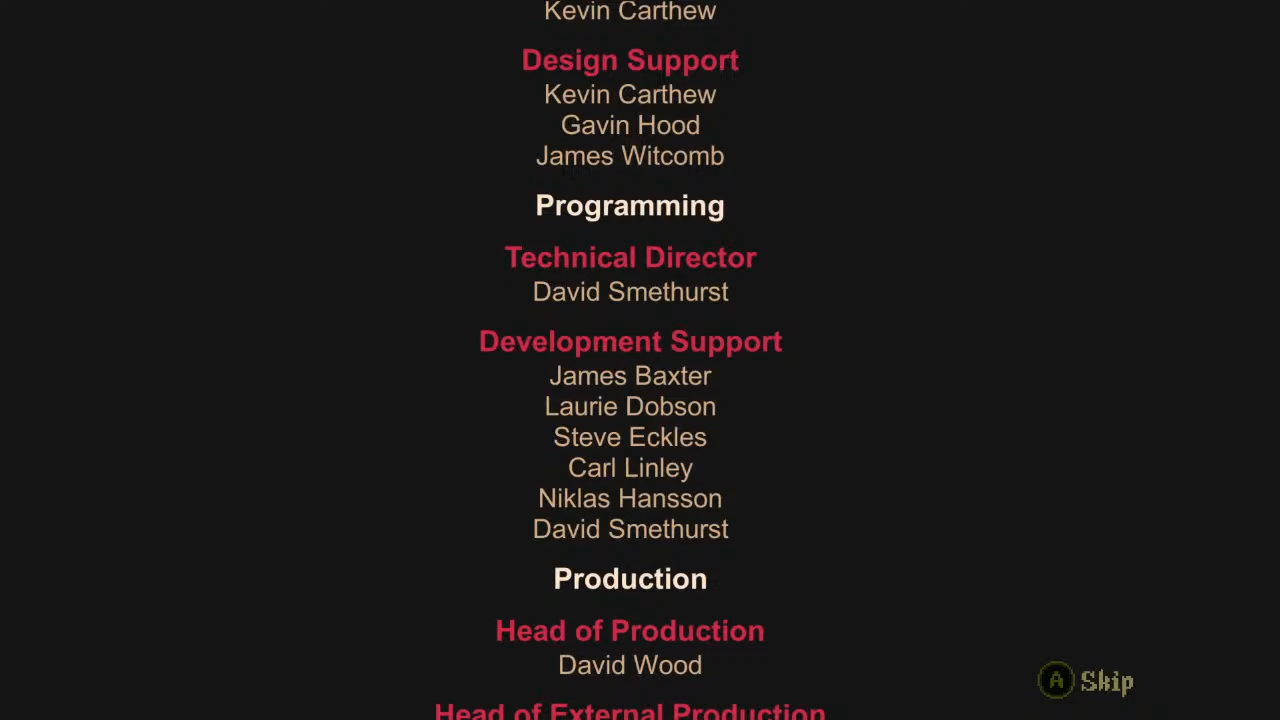 Kevin Carthew
Design Support
Kevin Carthew
Gavin Hood
James Witcomb
Programming
Technical Director
David Smethurst
Development Support
James Baxter
Laurie Dobson
Steve Eckles
Carl Linley
Niklas Hansson
David Smethurst
Production
Head of Production
David Wood
A Skip
Head of External Production